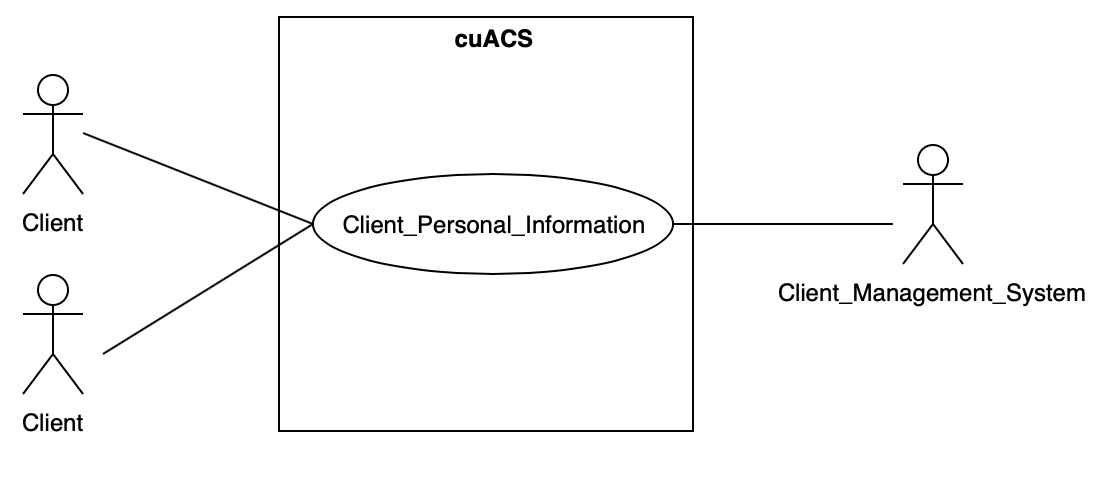 cuACS
Client
Client_Personal_Information
Client_Management_System
Client